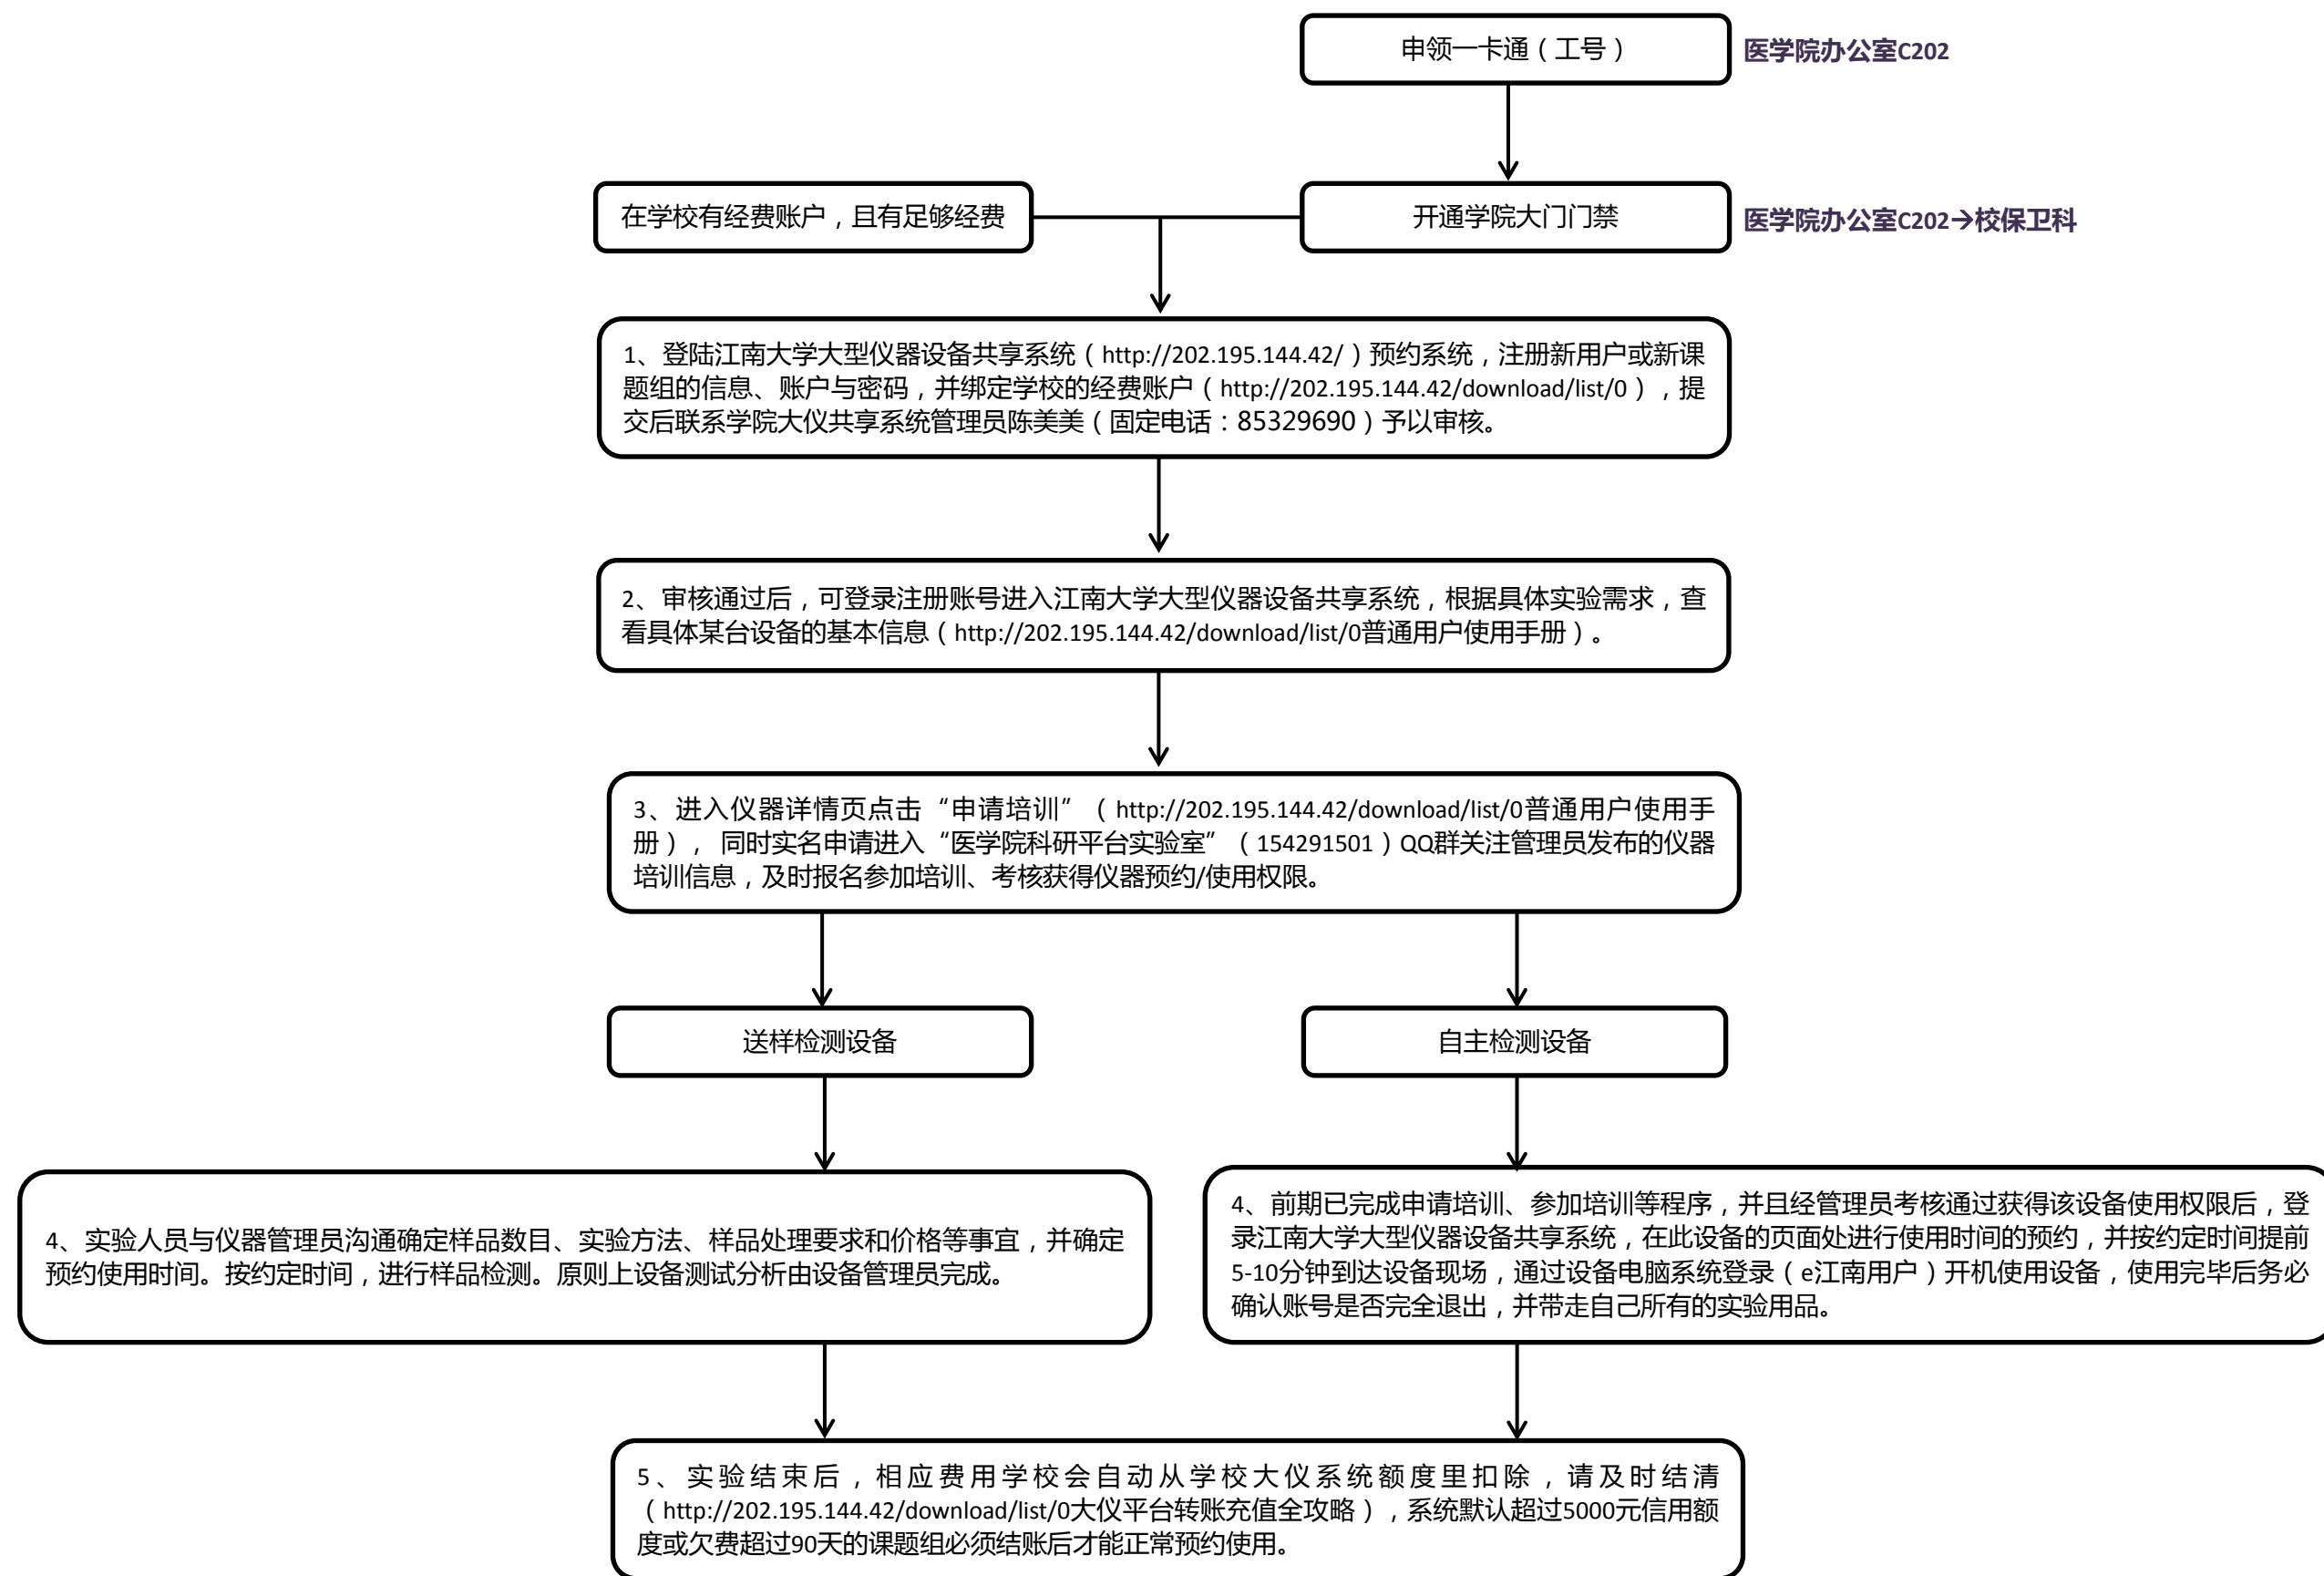 申领一卡通（工号）
医学院办公室C202
在学校有经费账户，且有足够经费
开通学院大门门禁
医学院办公室C202→校保卫科
1、登陆江南大学大型仪器设备共享系统（http://202.195.144.42/）预约系统，注册新用户或新课
题组的信息、账户与密码，并绑定学校的经费账户（http://202.195.144.42/download/list/0），提
交后联系学院大仪共享系统管理员陈美美（固定电话：85329690）予以审核。
2、审核通过后，可登录注册账号进入江南大学大型仪器设备共享系统，根据具体实验需求，查
看具体某台设备的基本信息（http://202.195.144.42/download/list/0普通用户使用手册）。
3、进入仪器详情页点击“申请培训”（http://202.195.144.42/download/list/0普通用户使用手
册），同时实名申请进入“医学院科研平台实验室”（154291501）QQ群关注管理员发布的仪器
培训信息，及时报名参加培训、考核获得仪器预约/使用权限。
送样检测设备
自主检测设备
4、实验人员与仪器管理员沟通确定样品数目、实验方法、样品处理要求和价格等事宜，并确定
预约使用时间。按约定时间，进行样品检测。原则上设备测试分析由设备管理员完成。
4、前期已完成申请培训、参加培训等程序，并且经管理员考核通过获得该设备使用权限后，登
录江南大学大型仪器设备共享系统，在此设备的页面处进行使用时间的预约，并按约定时间提前
5-10分钟到达设备现场，通过设备电脑系统登录（e江南用户）开机使用设备，使用完毕后务必
确认账号是否完全退出，并带走自己所有的实验用品。
5、实验结束后，相应费用学校会自动从学校大仪系统额度里扣除，请及时结清
（http://202.195.144.42/download/list/0大仪平台转账充值全攻略），系统默认超过5000元信用额
度或欠费超过90天的课题组必须结账后才能正常预约使用。